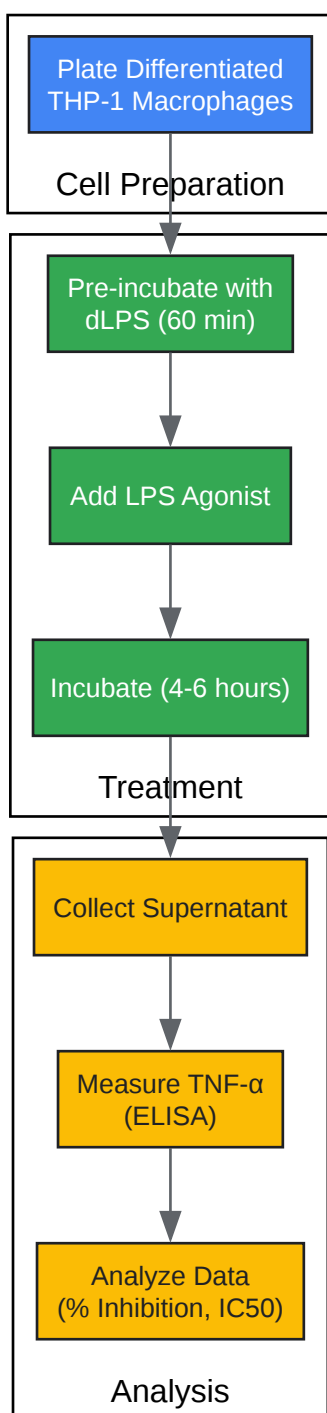 Plate Differentiated
THP-1 Macrophages
Cell Preparation
Pre-incubate with
dLPS (60 min)
Add LPS Agonist
Incubate (4-6 hours)
Treatment
Collect Supernatant
Measure TNF-α
(ELISA)
Analyze Data
(% Inhibition, IC50)
Analysis